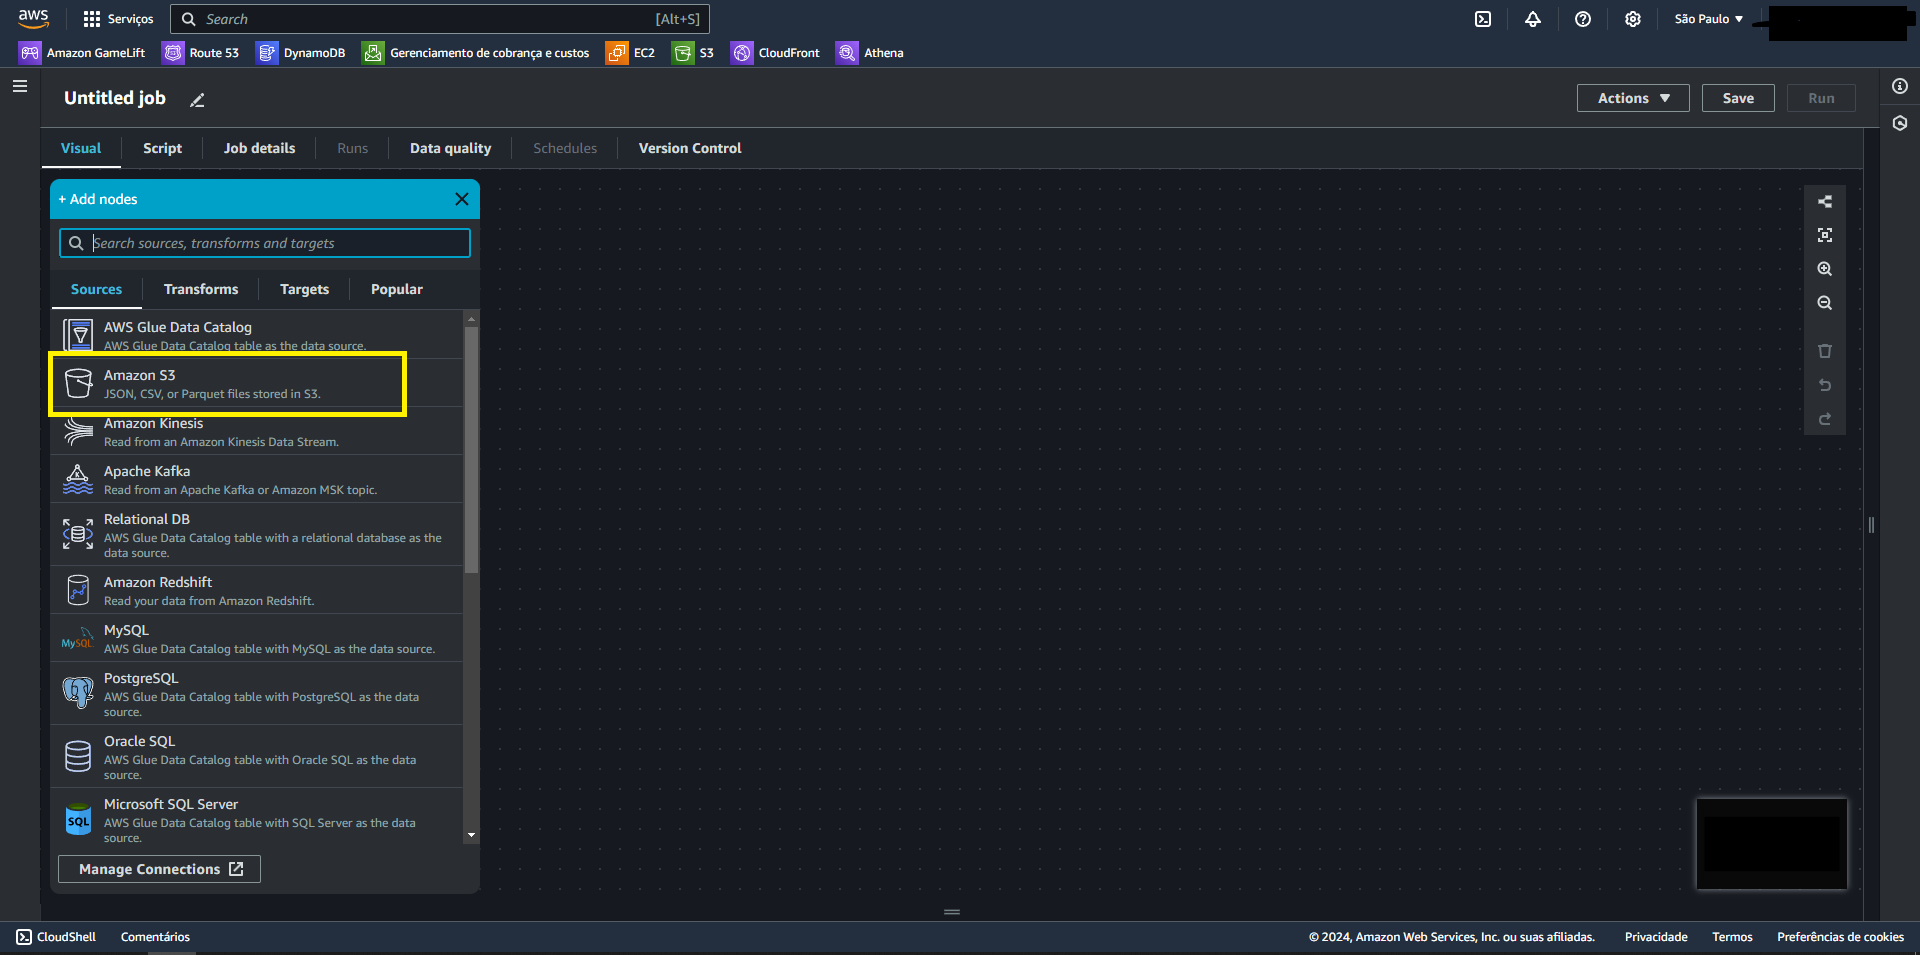 aws
Serviços
Search
[Alt+S]
São Paulo
Amazon GameLift
Route 53
DynamoDB
Gerenciamento de cobrança e custos
EC2
S3
CloudFront
Athena
Untitled job
Actions
Save
Run
Visual
Script
Job details
Runs
Data quality
Schedules
Version Control
+ Add nodes
Search sources, transforms and targets
Sources
Transforms
Targets
Popular
AWS Glue Data Catalog
AWS Glue Data Catalog table as the data source.
Amazon S3
JSON, CSV, or Parquet files stored in S3.
Amazon Kinesis
Read from an Amazon Kinesis Data Stream.
Apache Kafka
Read from an Apache Kafka or Amazon MSK topic.
Relational DB
AWS Glue Data Catalog table with a relational database as the
data source.
Amazon Redshift
Read your data from Amazon Redshift.
MySQL
MySQL
AWS Glue Data Catalog table with MySQL as the data source.
PostgreSQL
AWS Glue Data Catalog table with PostgreSQL as the data
source.
Oracle SQL
AWS Glue Data Catalog table with Oracle SQL as the data
source.
SQL
Microsoft SQL Server
AWS Glue Data Catalog table with SQL Server as the data
source.
Manage Connections
CloudShell
Comentários
© 2024, Amazon Web Services, Inc. ou suas afiliadas.
Privacidade
Termos
Preferências de cookies